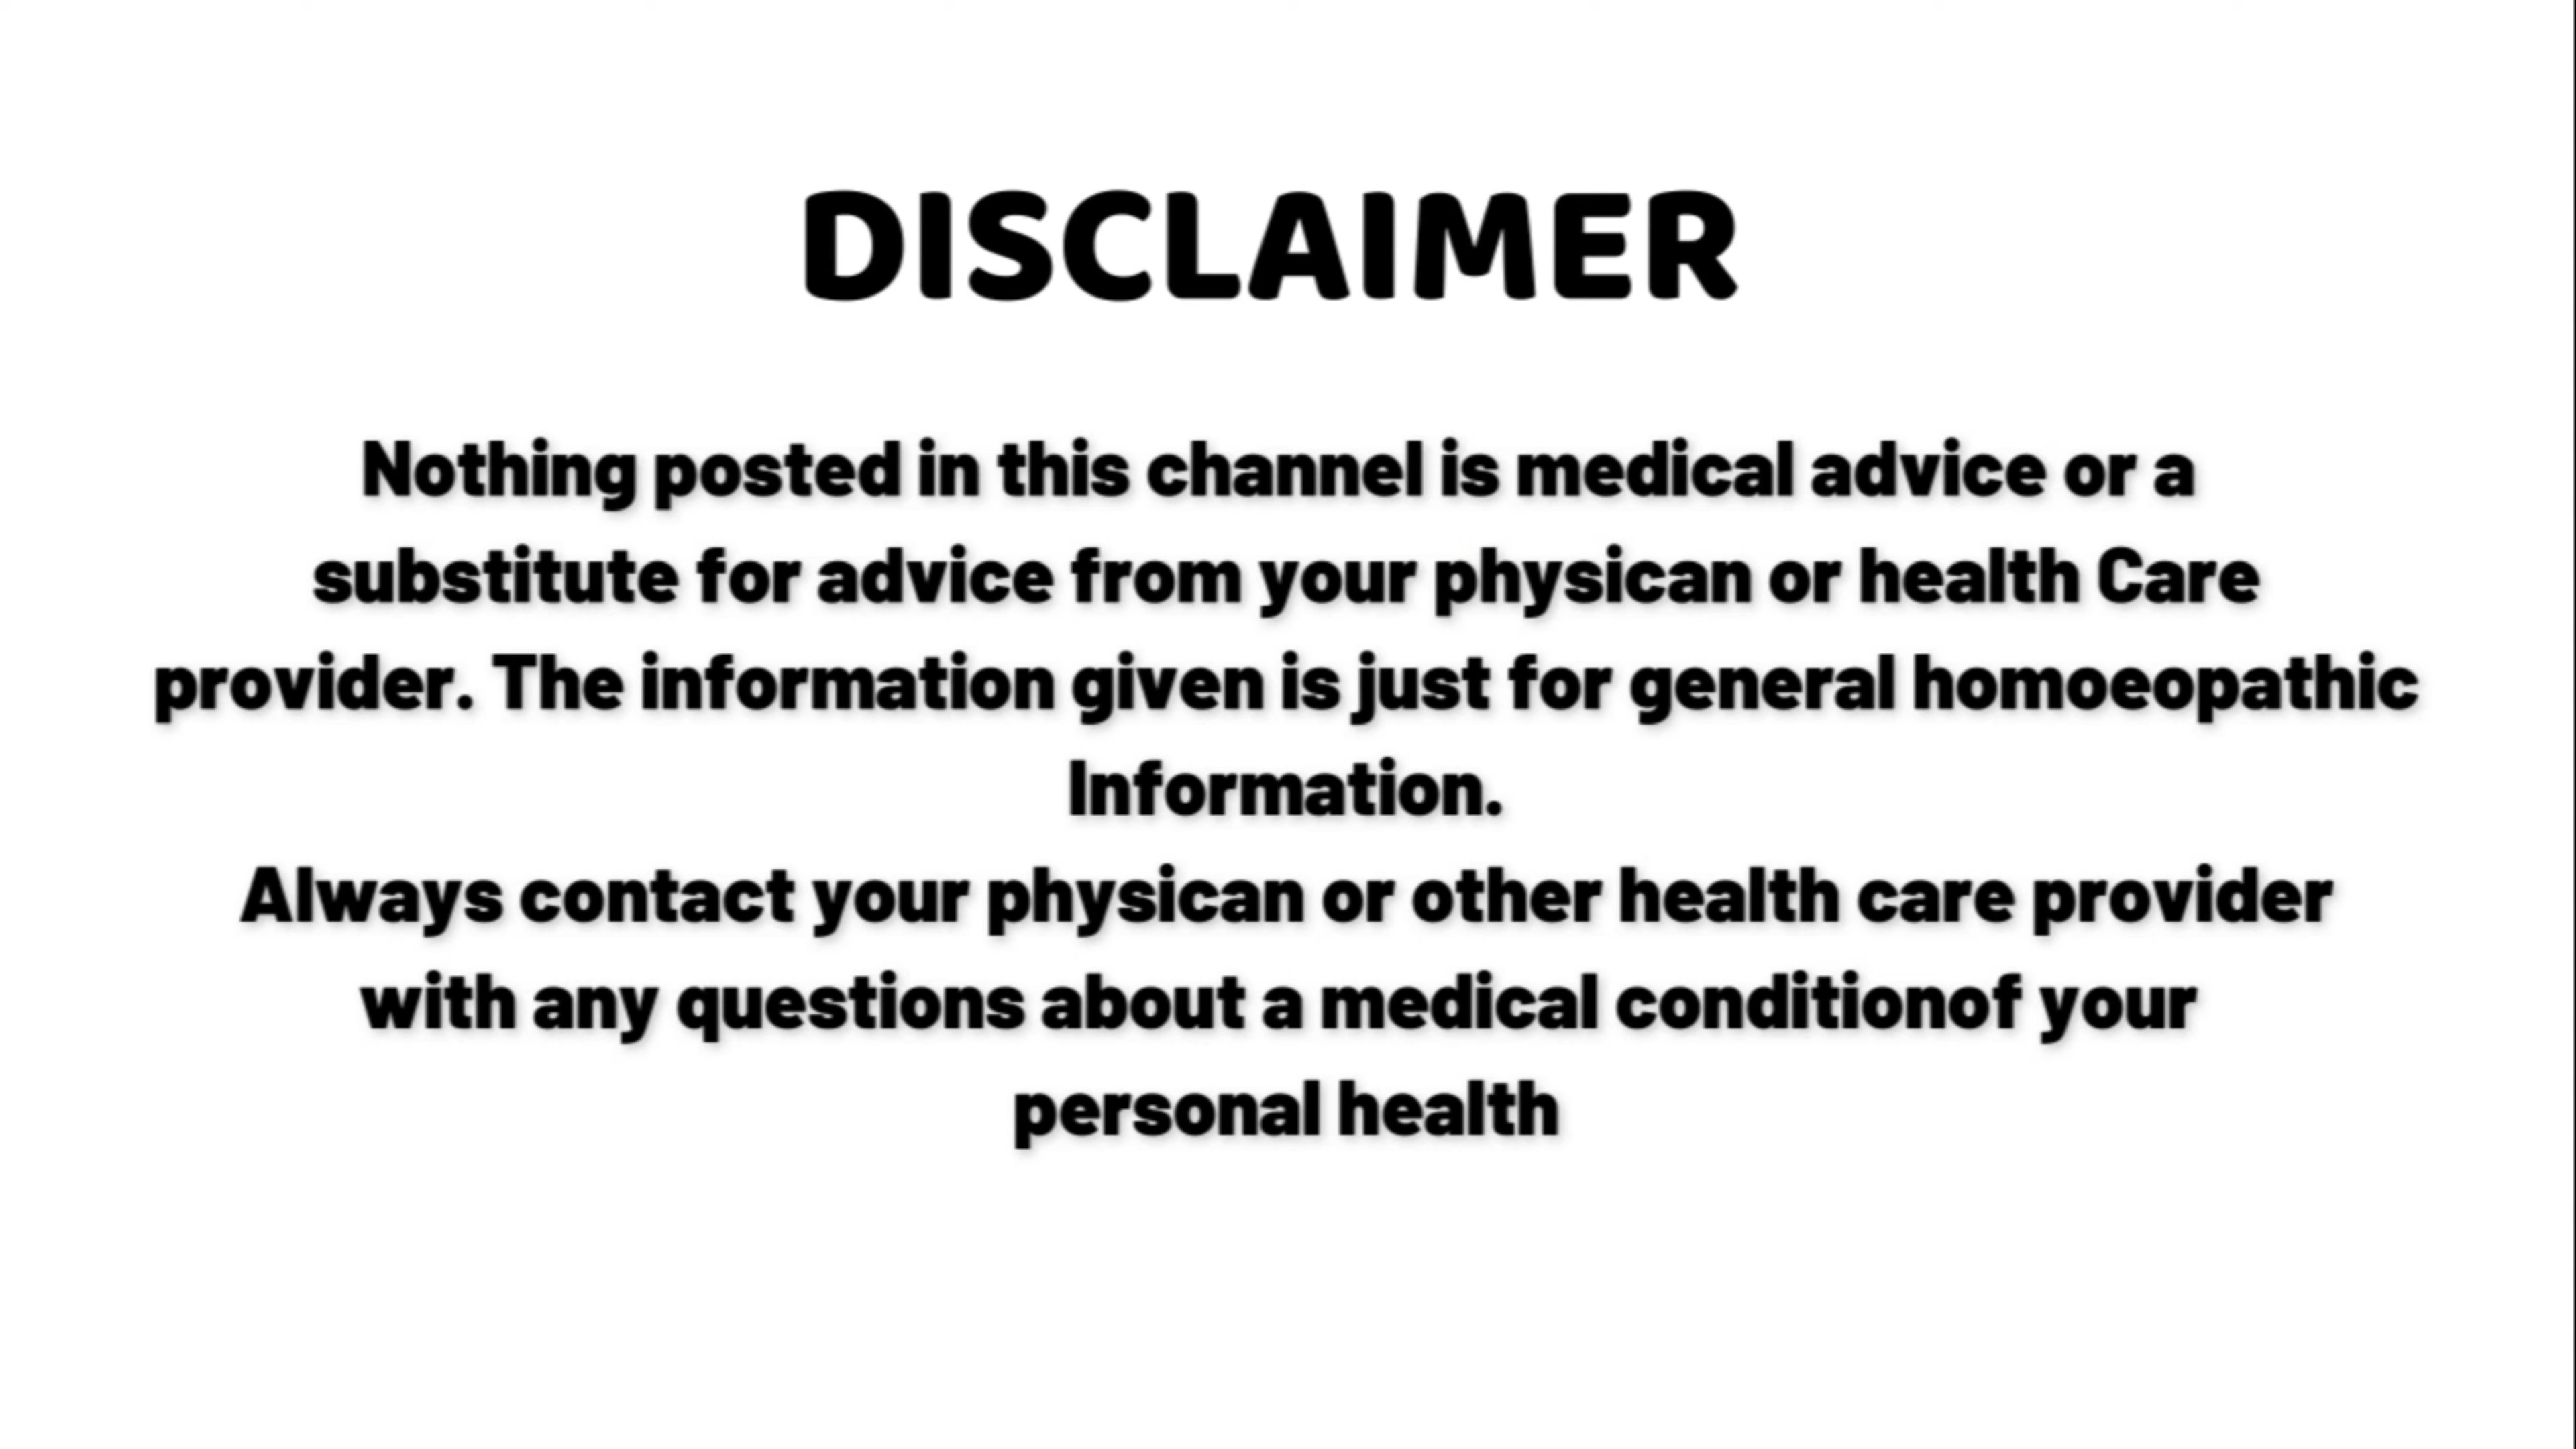 DISCLAIMER
Nothing posted in this channel is medical advice or a
substitute for advice from your physican or health Care
provider. The information given is just for general homoeopathic
Information.
Always contact your physican or other health care provider
with any questions about a medical conditionof your
personal health